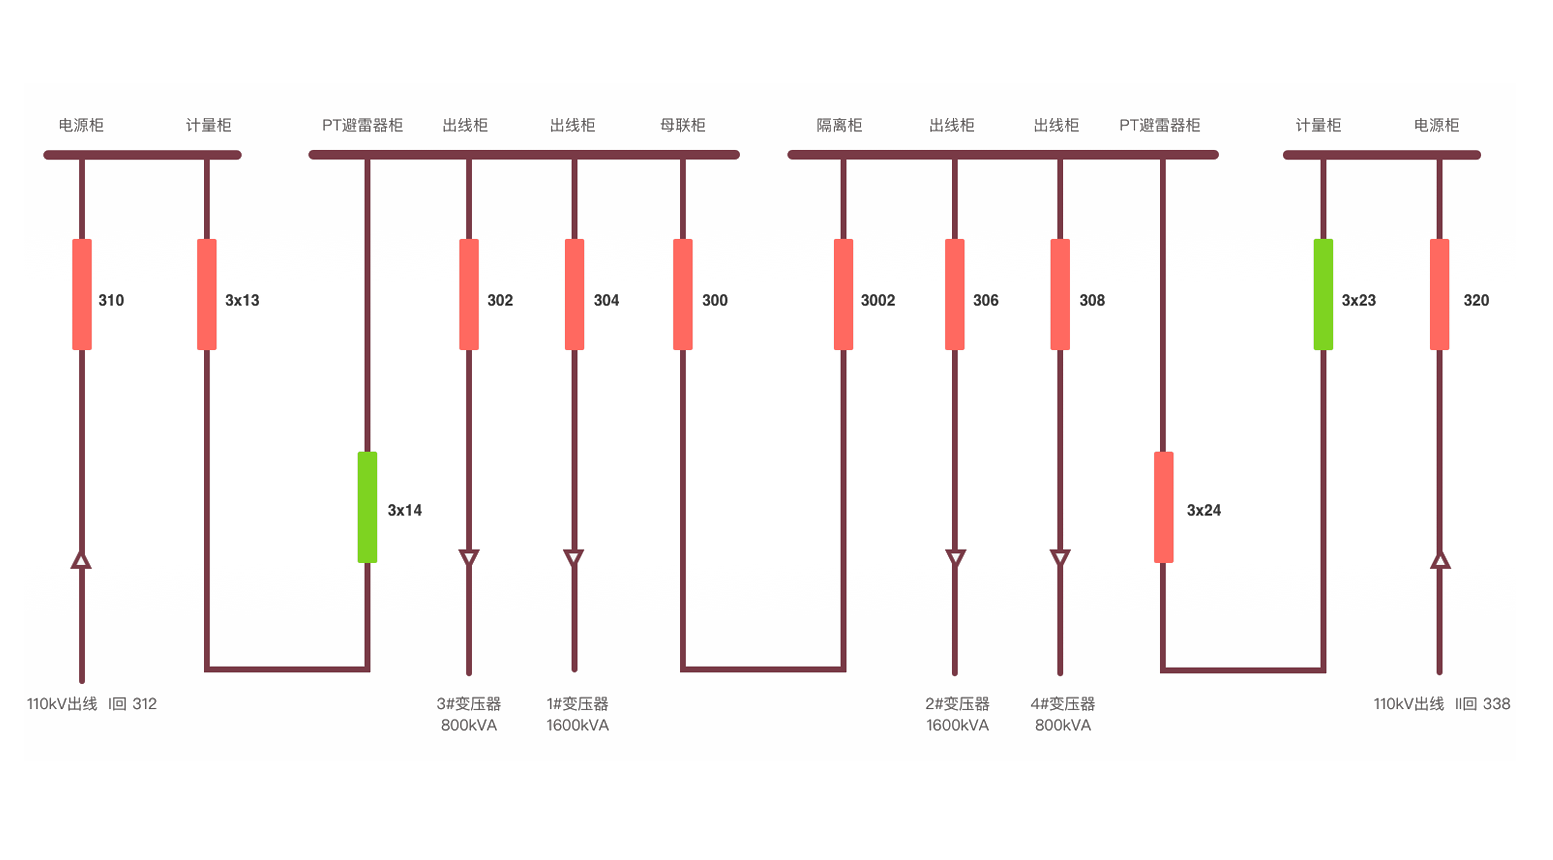 电源柜
计量柜
PT避雷器柜
出线柜
出线柜
母联柜
隔离柜
出线柜
出线柜
PT避雷器柜
计量柜
电源柜
310
3x13
302
304
300
3002
306
308
3x23
320
3x14
3x24
110kV出线 I回 312
3#变压器
800kVA
1#变压器
1600kVA
2#变压器
1600kVA
4#变压器
800kVA
110kV出线 II回 338